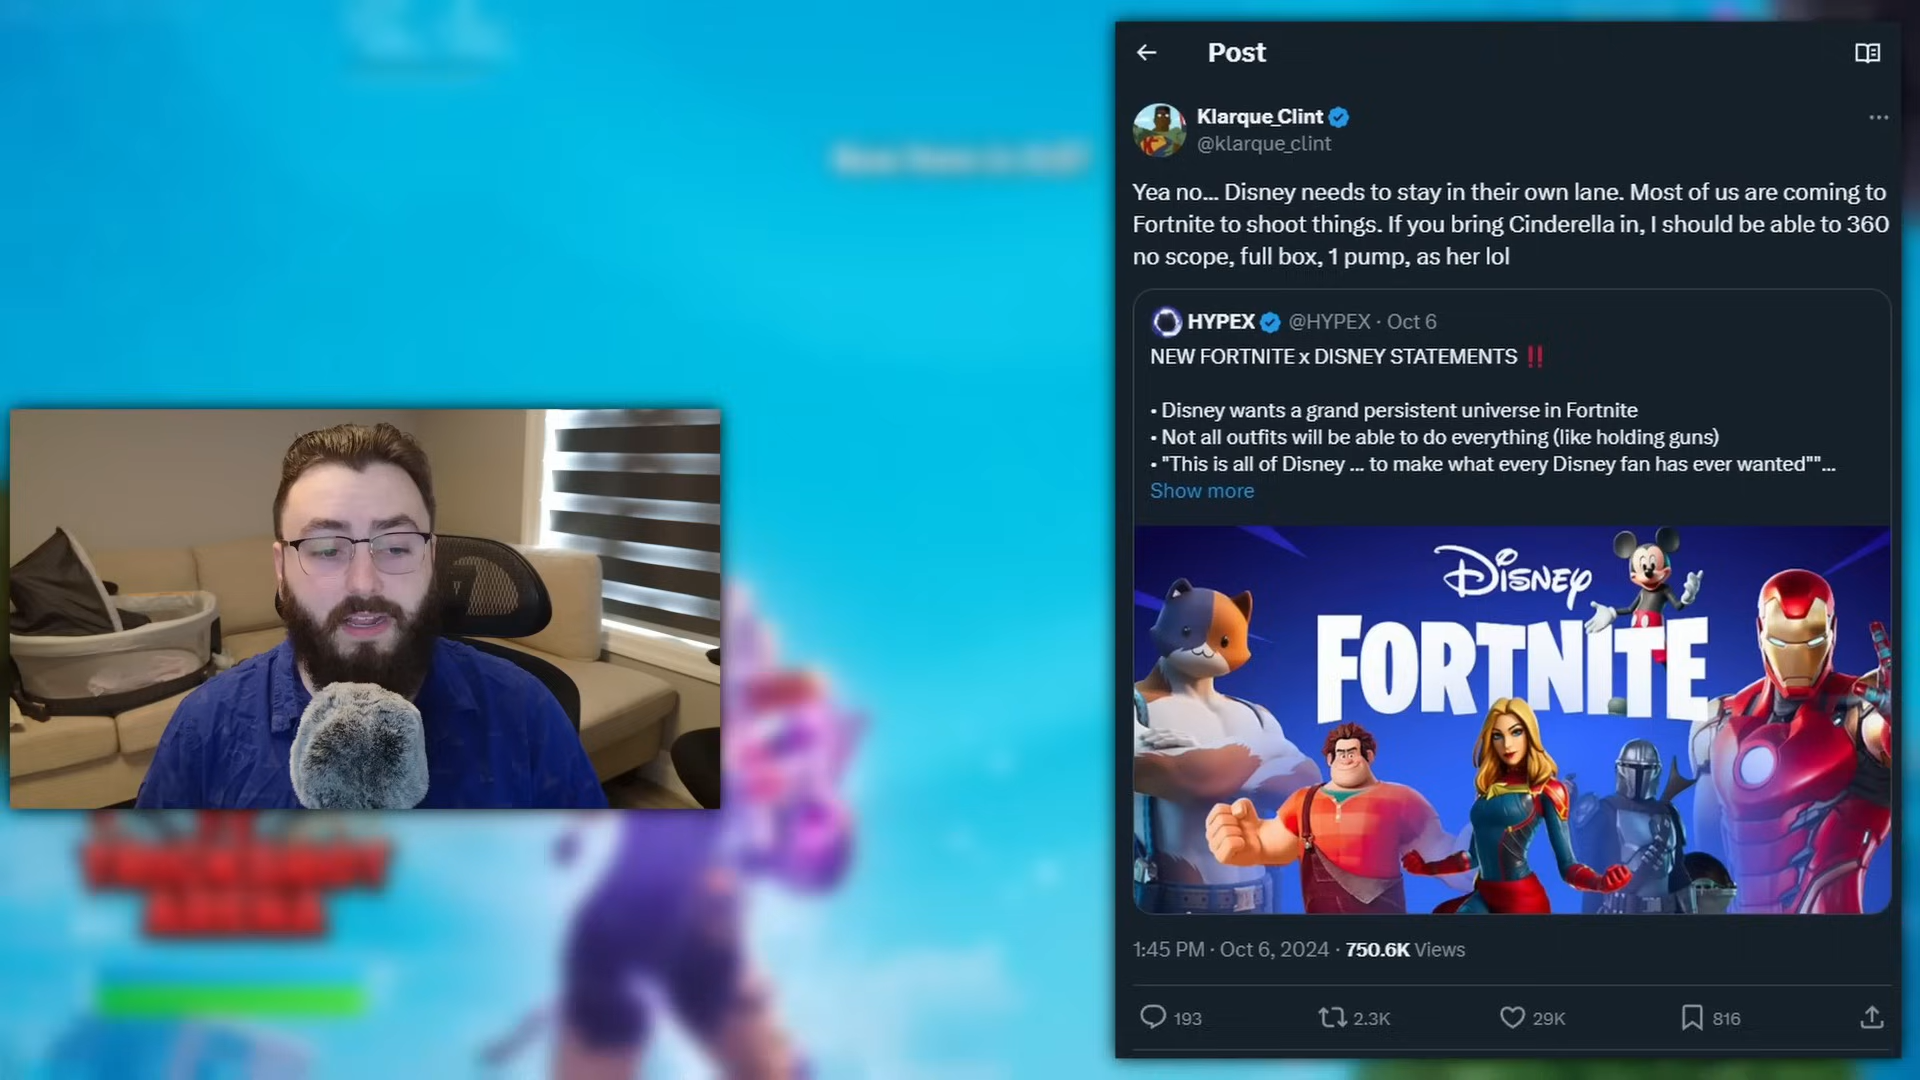 Post
Klarque_Clint
@klarque_clint
Yea no... Disney needs to stay in their own lane. Most of us are coming to
Fortnite to shoot things. If you bring Cinderella in, I should be able to 360
no scope, full box, 1 pump, as her lol
HYPEX @HYPEX · Oct 6
NEW FORTNITE x DISNEY STATEMENTS ‼️
• Disney wants a grand persistent universe in Fortnite
• Not all outfits will be able to do everything (like holding guns)
• "This is all of Disney ... to make what every Disney fan has ever wanted""...
Show more
DISNEY
FORTNITE
1:45 PM · Oct 6, 2024 · 750.6K Views
193 2.3K 29K 816